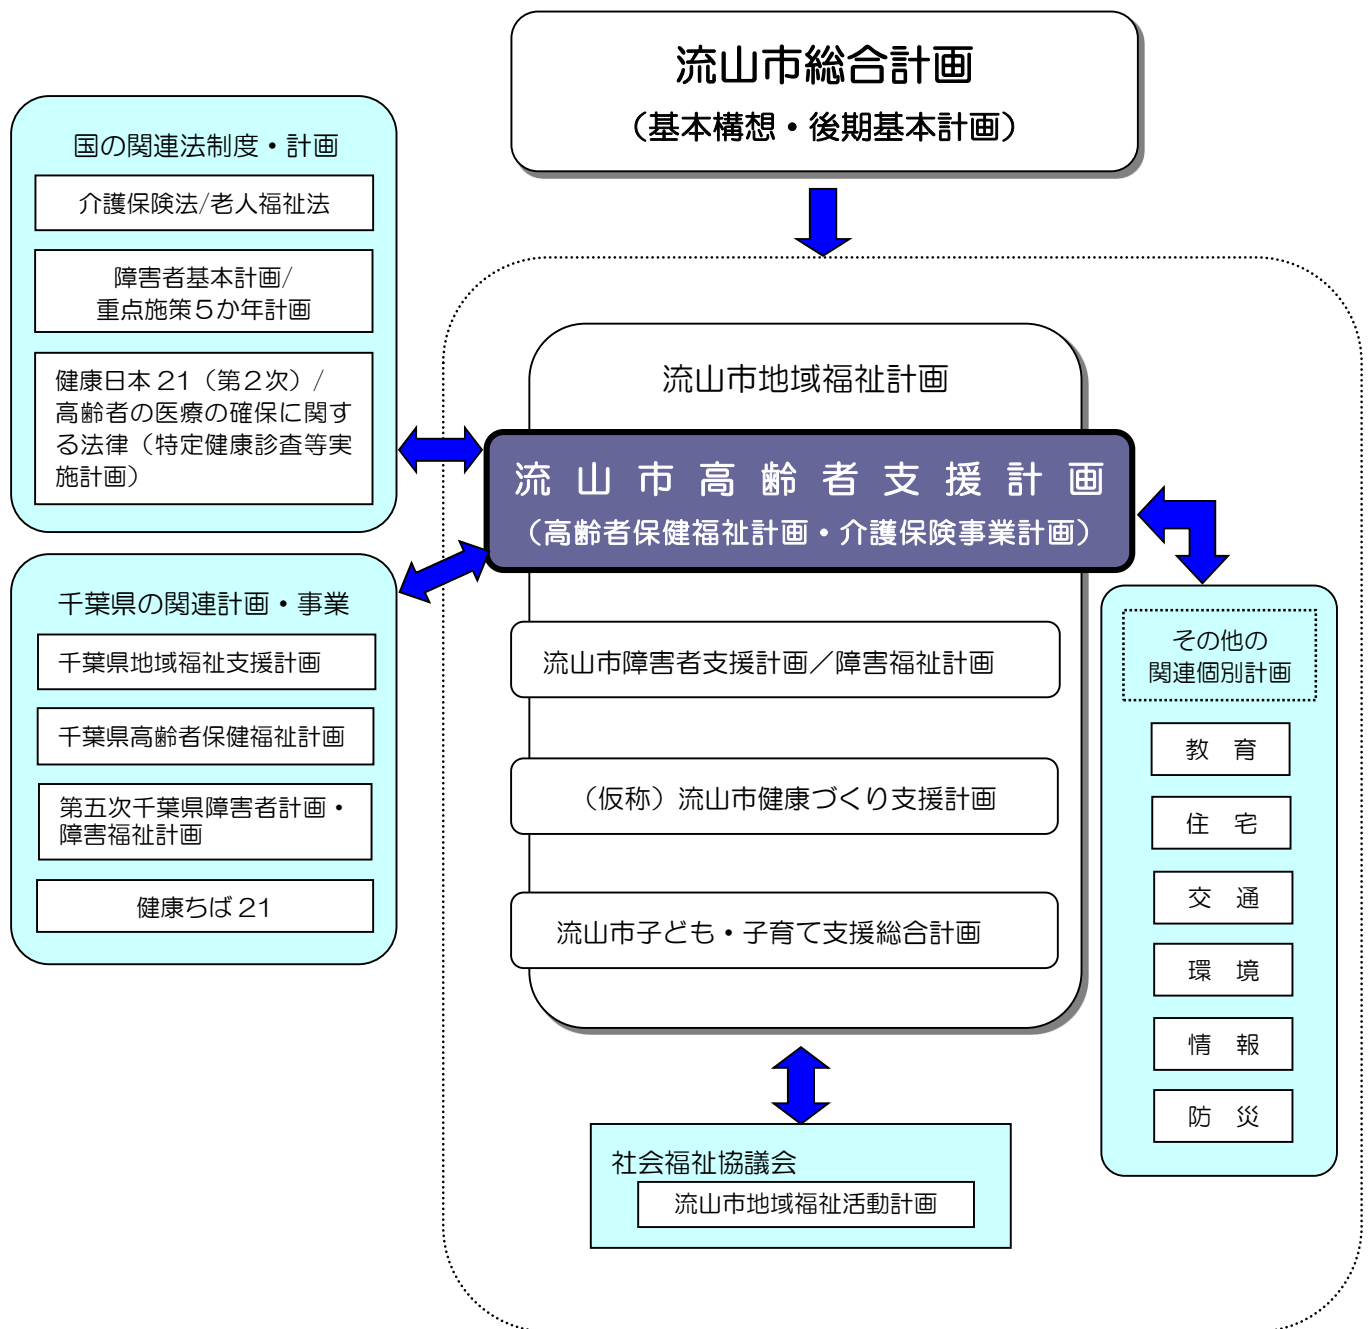 流山市総合計画
（基本構想・後期基本計画）
国の関連法制度・計画
介護保険法/老人福祉法
障害者基本計画/
重点施策５か年計画
健康日本 21（第２次）/
高齢者の医療の確保に関す
る法律（特定健康診査等実
施計画）
千葉県の関連計画・事業
千葉県地域福祉支援計画
千葉県高齢者保健福祉計画
第五次千葉県障害者計画・
障害福祉計画
健康ちば 21
流山市地域福祉計画
流 山 市 高 齢 者 支 援 計 画
（高齢者保健福祉計画・介護保険事業計画）
流山市障害者支援計画／障害福祉計画
（仮称）流山市健康づくり支援計画
流山市子ども・子育て支援総合計画
社会福祉協議会
流山市地域福祉活動計画
その他の
関連個別計画
教　育
住　宅
交　通
環　境
情　報
防　災